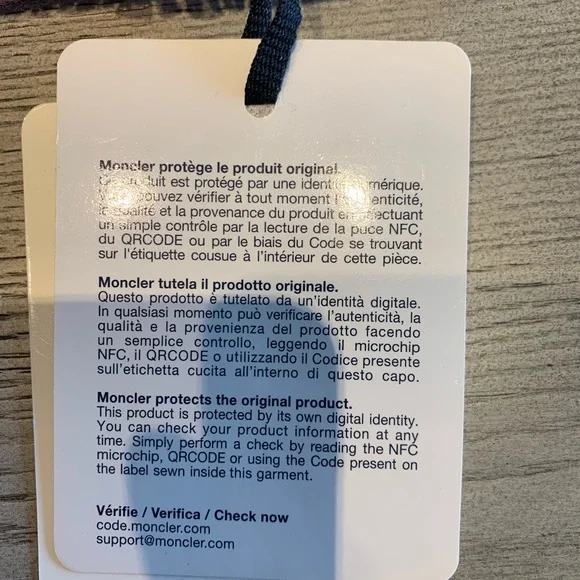 Moncler protège le produit original.
produit est protégé par une identité numérique.
Vous pouvez vérifier à tout moment l'authenticité,
la qualité et la provenance du produit en effectuant
un simple contrôle par la lecture de la puce NFC,
du QRCODE ou par le biais du Code se trouvant
sur l'étiquette cousue à l'intérieur de cette pièce.
Moncler tutela il prodotto originale.
Questo prodotto è tutelato da un'identità digitale.
In qualsiasi momento può verificare l'autenticità, la
qualità e la provenienza del prodotto facendo
un semplice controllo, leggendo il microchip
NFC, il QRCODE o utilizzando il Codice presente
sull'etichetta cucita all'interno di questo capo.
Moncler protects the original product.
This product is protected by its own digital identity.
You can check your product information at any
time. Simply perform a check by reading the NFC
microchip, QRCODE or using the Code present on
the label sewn inside this garment.
Vérifie / Verifica / Check now
code.moncler.com
support@moncler.com